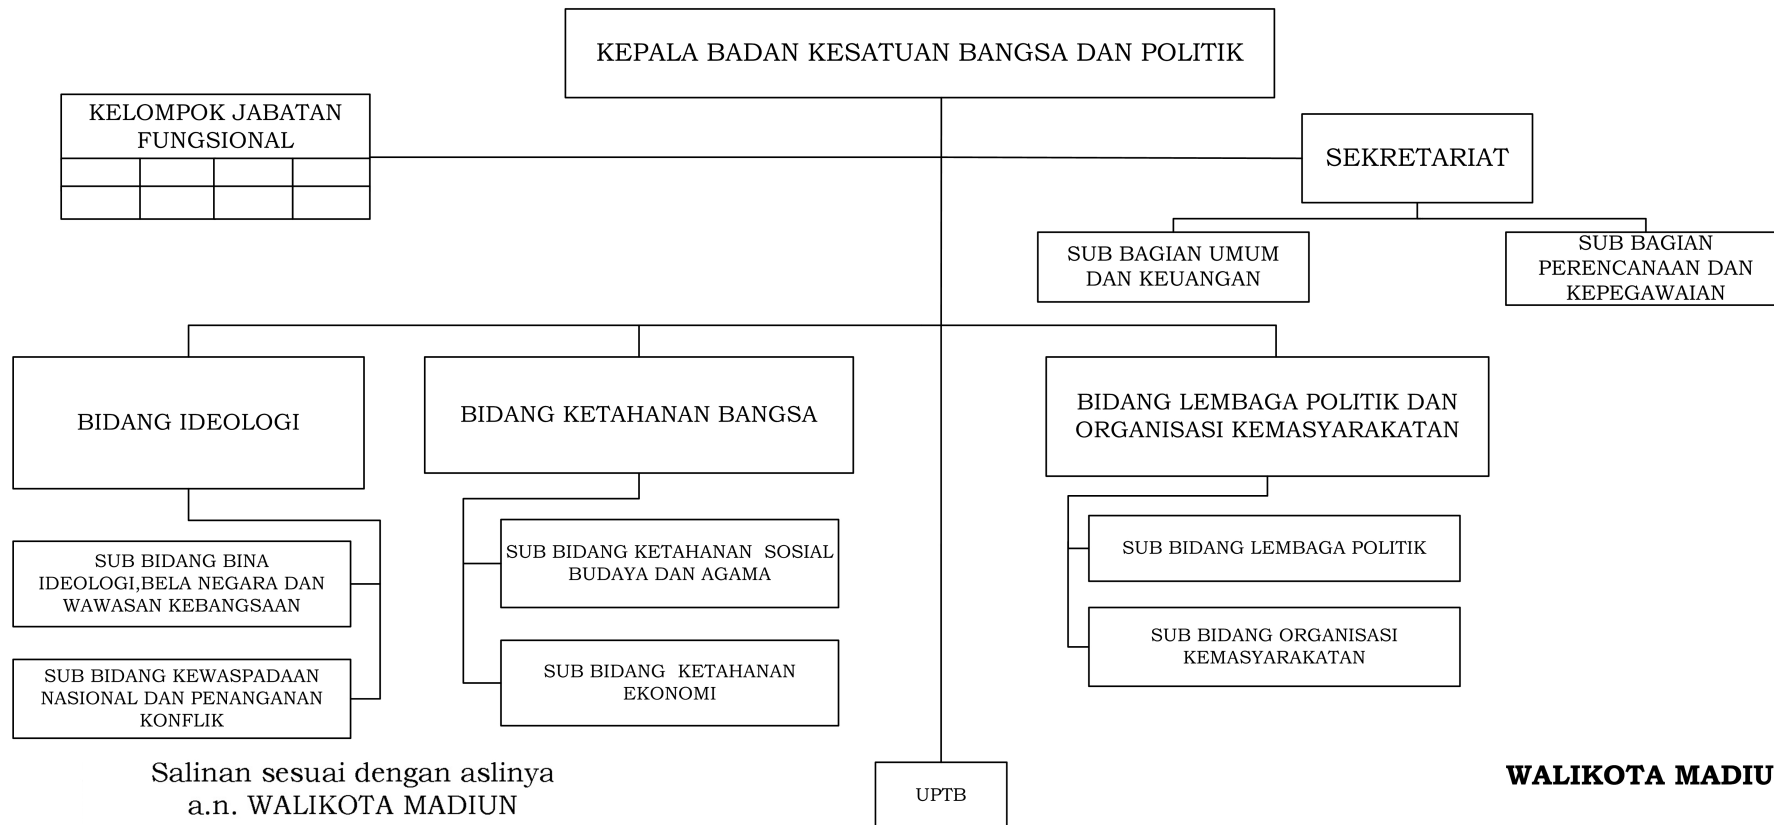 KEPALA BADAN KESATUAN BANGSA DAN POLITIK
KELOMPOK JABATAN
FUNGSIONAL
SEKRETARIAT
SUB BAGIAN UMUM
DAN KEUANGAN
SUB BAGIAN
PERENCANAAN DAN
KEPEGAWAIAN
BIDANG IDEOLOGI
BIDANG KETAHANAN BANGSA
BIDANG LEMBAGA POLITIK DAN
ORGANISASI KEMASYARAKATAN
SUB BIDANG BINA
IDEOLOGI,BELA NEGARA DAN
WAWASAN KEBANGSAAN
SUB BIDANG KEWASPADAAN
NASIONAL DAN PENANGANAN
KONFLIK
SUB BIDANG KETAHANAN  SOSIAL
BUDAYA DAN AGAMA
SUB BIDANG  KETAHANAN
EKONOMI
SUB BIDANG LEMBAGA POLITIK
SUB BIDANG ORGANISASI
KEMASYARAKATAN
Salinan sesuai dengan aslinya
a.n. WALIKOTA MADIUN
UPTB
WALIKOTA MADIU